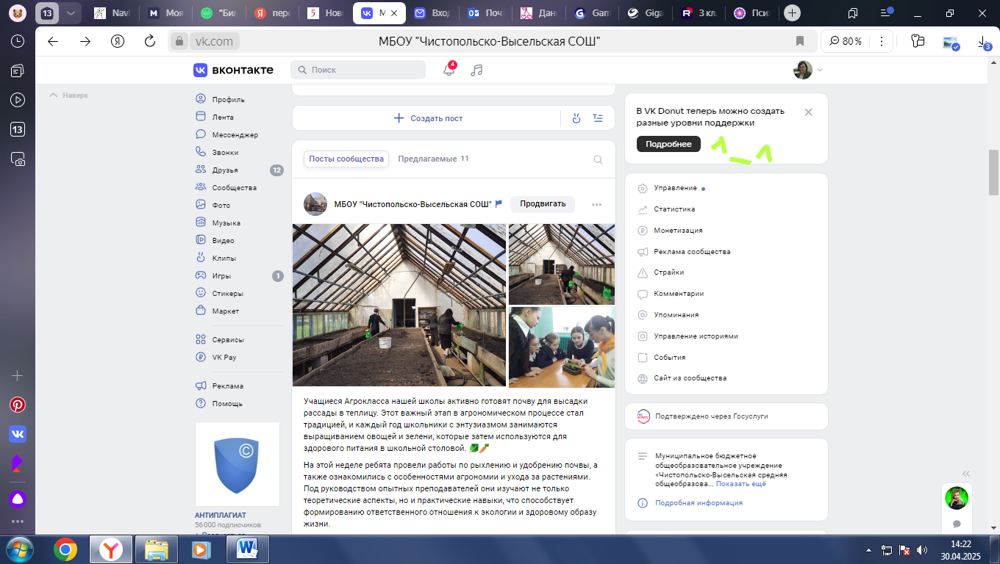 13
Navi
Моя
"Бил
пере
Нов
М
Вход
Почт
Дан
Gam
Giga
3 кл.
Псих
vk.com
МБОУ "Чистопольско-Высельская СОШ"
80 %
3
13
вконтакте
Поиск
4
Наверх
Профиль
Лента
Мессенджер
Звонки
Друзья 12
Сообщества
Фото
Музыка
Видео
Клипы
Игры 1
Стикеры
Маркет
Сервисы
VK Pay
Реклама
Помощь
АНТИПЛАГИАТ
56 000 подписчиков
+ Подписаться
Создать пост
Посты сообщества Предлагаемые 11
МБОУ "Чистопольско-Высельская СОШ" Продвигать
Учащиеся Агрокласса нашей школы активно готовят почву для высадки
рассады в теплицу. Этот важный этап в агрономическом процессе стал
традицией, и каждый год школьники с энтузиазмом занимаются
выращиванием овощей и зелени, которые затем используются для
здорового питания в школьной столовой. 🥬🥕
На этой неделе ребята провели работы по рыхлению и удобрению почвы, а
также ознакомились с особенностями агрономии и ухода за растениями.
Под руководством опытных преподавателей они изучают не только
теоретические аспекты, но и практические навыки, что способствует
формированию ответственного отношения к экологии и здоровому образу
жизни.
В VK Donut теперь можно создать
разные уровни поддержки
Подробнее
Управление
Статистика
Монетизация
Реклама сообщества
Страйки
Комментарии
Упоминания
Управление историями
События
Сайт из сообщества
Подтверждено через Госуслуги
Муниципальное бюджетное
общеобразовательное учреждение
«Чистопольско-Высельская средняя
общеобразова... Показать ещё
Подробная информация
14:22
30.04.2025